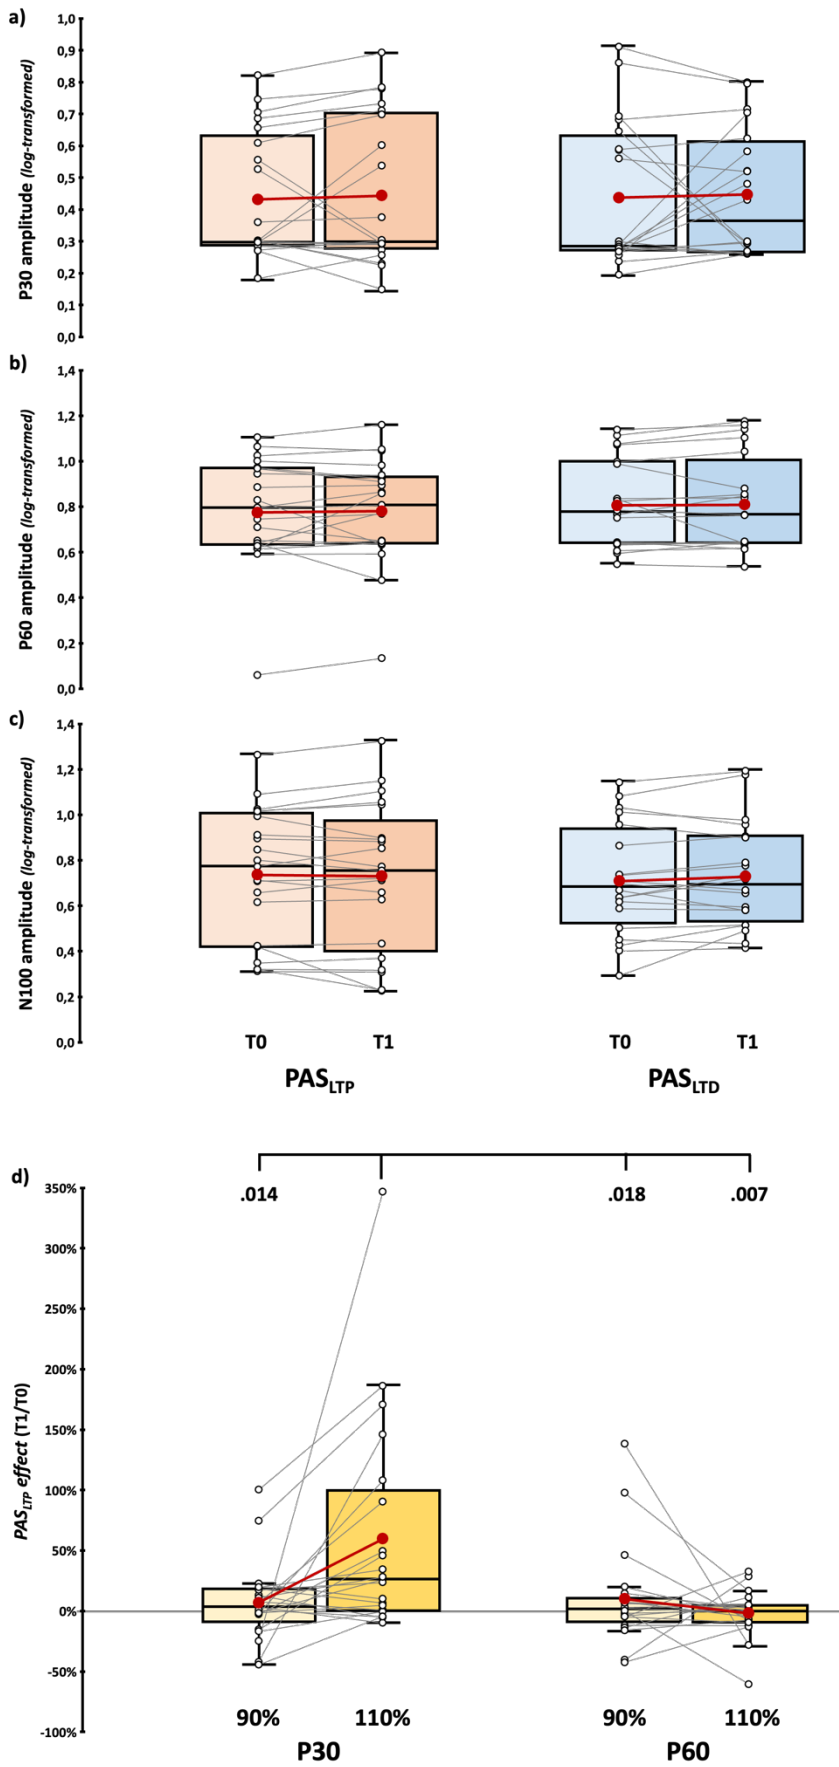 a)
P30 amplitude (log-transformed)
1,0
0,9
0,8
0,7
0,6
0,5
0,4
0,3
0,2
0,1
0,0
b)
P60 amplitude (log-transformed)
1,4
1,2
1,0
0,8
0,6
0,4
0,2
0,0
c)
N100 amplitude (log-transformed)
1,4
1,2
1,0
0,8
0,6
0,4
0,2
0,0
T0 T1 T0 T1
PASLTP PASLTD
d)
.014 .018 .007
PASLTP effect (T1/T0)
350%
300%
250%
200%
150%
100%
50%
0%
-50%
-100%
90% 110% 90% 110%
P30 P60